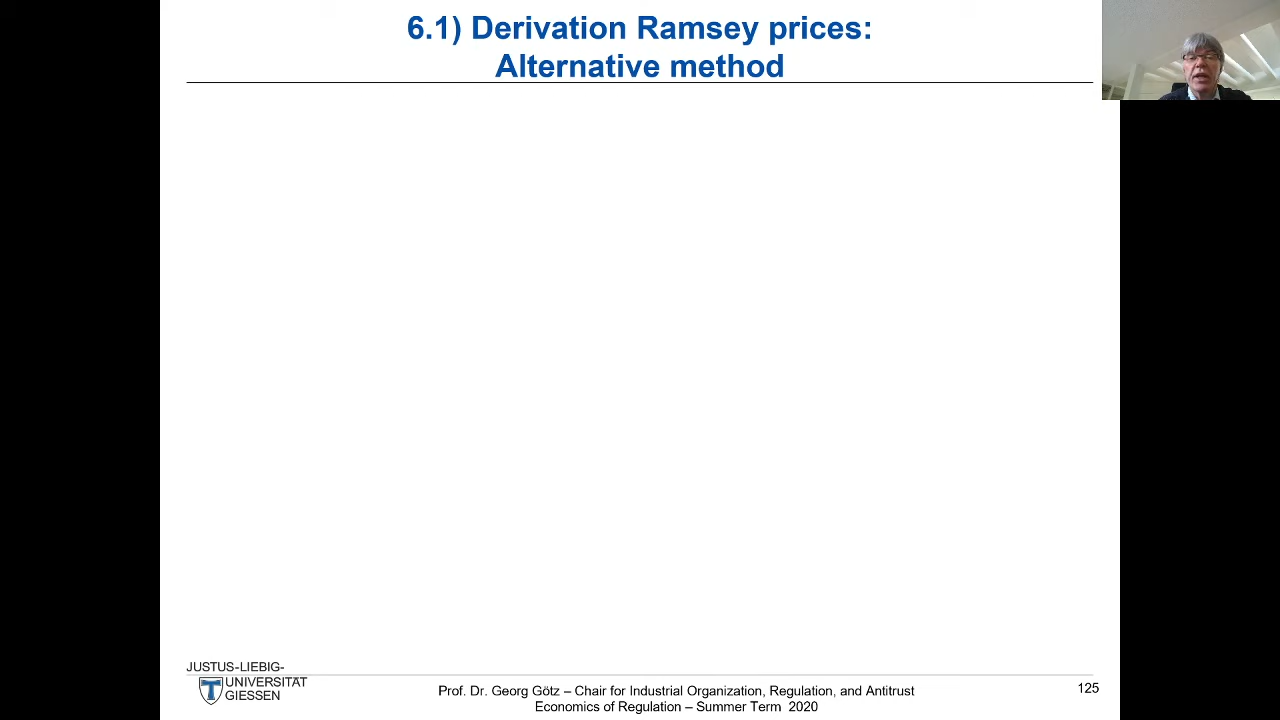 6.1) Derivation Ramsey prices:
Alternative method
JUSTUS-LIEBIG-
UNIVERSITÄT
GIESSEN
Prof. Dr. Georg Götz – Chair for Industrial Organization, Regulation, and Antitrust
Economics of Regulation – Summer Term 2020
125